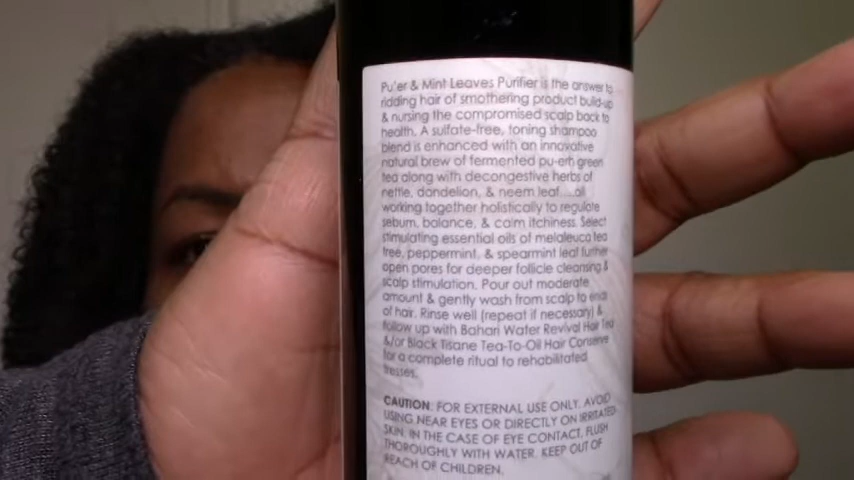 Pu'er & Mint Leaves Purifier is the answer to
ridding hair of smothering product build-up
& nursing the compromised scalp back to
health. A sulfate-free, toning shampoo
blend is enhanced with an innovative
natural brew of fermented pu-erh green
tea along with decongestive herbs of
nettle, dandelion, & neem leaf.....all
working together holistically to regulate
sebum, balance, & calm itchiness. Select
stimulating essential oils of melaleuca tea
tree, peppermint, & spearmint leaf further
open pores for deeper follicle cleansing &
scalp stimulation. Pour out moderate
amount & gently wash from scalp to ends
of hair. Rinse well (repeat if necessary) &
follow up with Bahari Water Revival Hair Tea
&/or Black Tisane Tea-To-Oil Hair Conserve
for a complete ritual to rehabilitated
tresses.
CAUTION: FOR EXTERNAL USE ONLY. AVOID
USING NEAR EYES OR DIRECTLY ON IRRITATED
SKIN. IN THE CASE OF EYE CONTACT, FLUSH
THOROUGHLY WITH WATER. KEEP OUT OF
REACH OF CHILDREN.